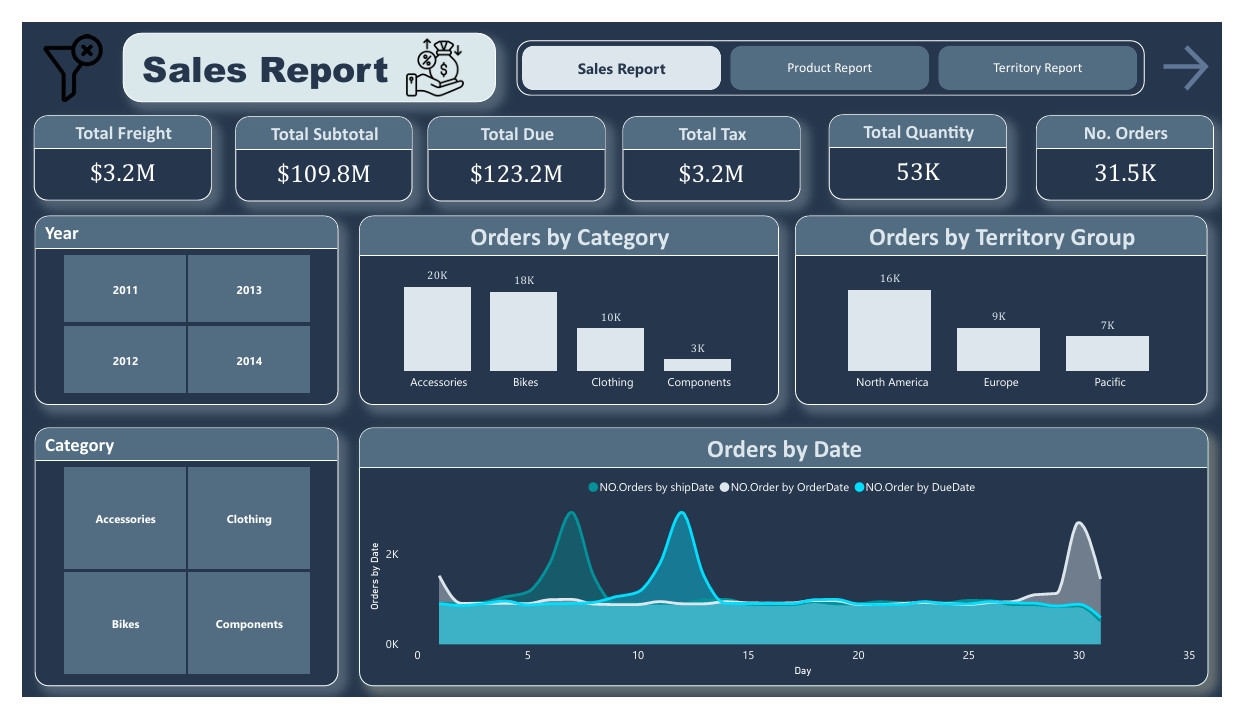 Sales Report
Sales Report
Product Report
Territory Report
Total Freight
$3.2M
Total Subtotal
$109.8M
Total Due
$123.2M
Total Tax
$3.2M
Total Quantity
53K
No. Orders
31.5K
Year
2011
2013
2012
2014
Orders by Category
20K
18K
10K
3K
Accessories
Bikes
Clothing
Components
Orders by Territory Group
16K
9K
7K
North America
Europe
Pacific
Category
Accessories
Clothing
Bikes
Components
Orders by Date
NO.Orders by shipDate
NO.Order by OrderDate
NO.Order by DueDate
Orders by Date
2K
0K
0
5
10
15
20
25
30
35
Day